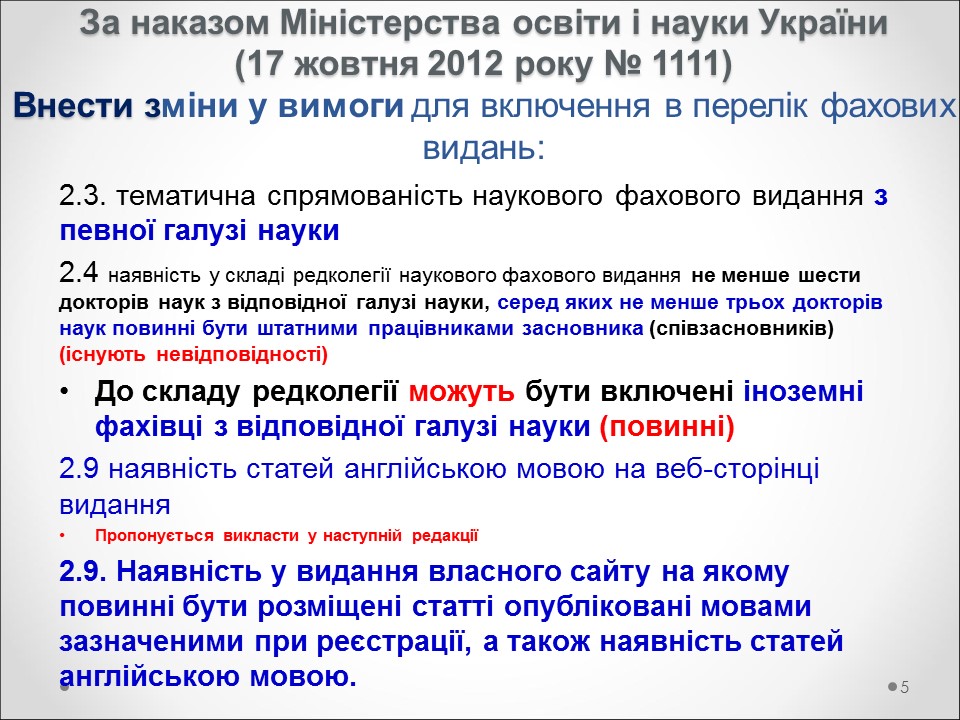 За наказом Міністерства освіти і науки України
(17 жовтня 2012 року № 1111)
Внести зміни у вимоги для включення в перелік фахових
видань:
2.3. тематична спрямованість наукового фахового видання з
певної галузі науки
2.4 наявність у складі редколегії наукового фахового видання не менше шести
докторів наук з відповідної галузі науки, серед яких не менше трьох докторів
наук повинні бути штатними працівниками засновника (співзасновників)
(існують невідповідності)
• До складу редколегії можуть бути включені іноземні
фахівці з відповідної галузі науки (повинні)
2.9 наявність статей англійською мовою на веб-сторінці
видання
• Пропонується викласти у наступній редакції
2.9. Наявність у видання власного сайту на якому
повинні бути розміщені статті опубліковані мовами
зазначеними при реєстрації, а також наявність статей
англійською мовою.
5